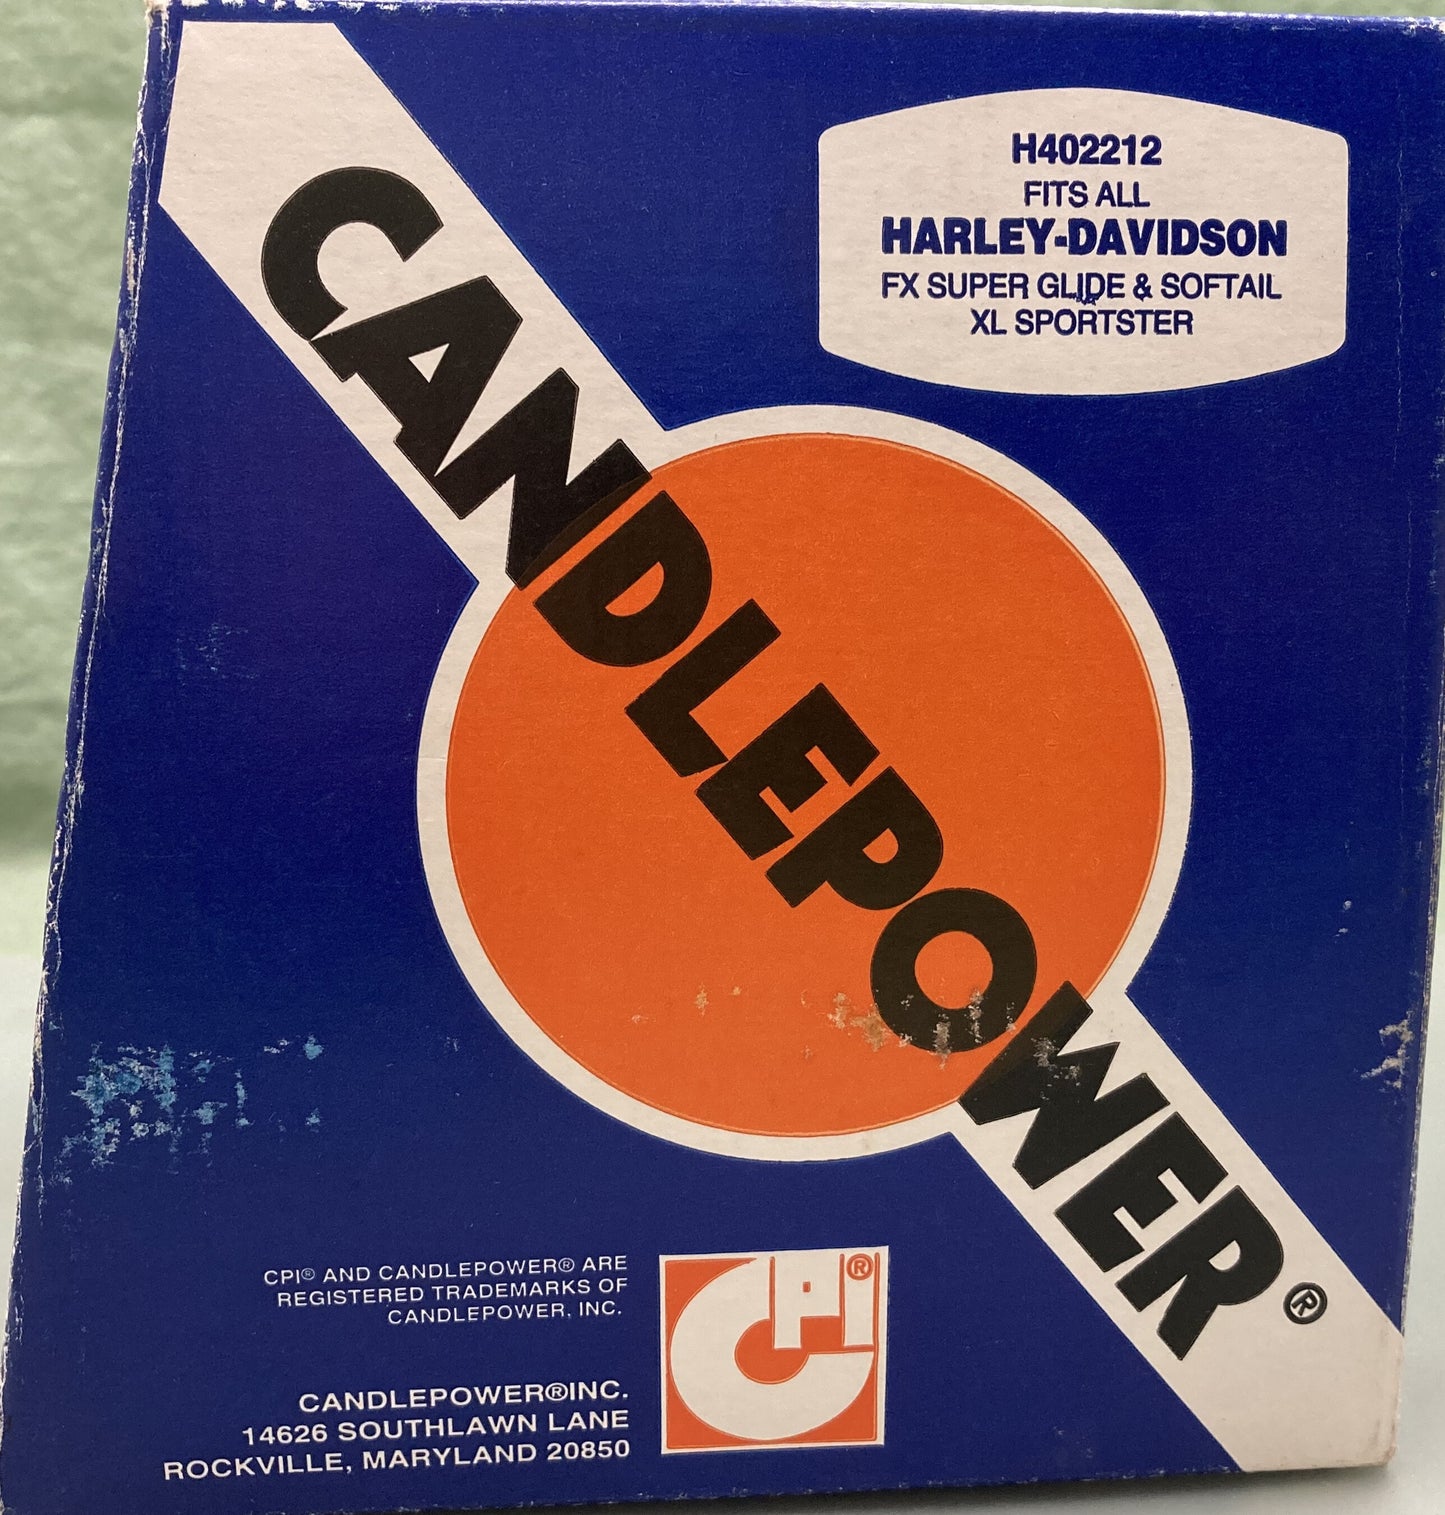 H402212
FITS ALL
HARLEY-DAVIDSON
FX SUPER GLIDE & SOFTAIL
XL SPORTSTER
CANDLEPOWER®
CPI® AND CANDLEPOWER® ARE
REGISTERED TRADEMARKS OF
CANDLEPOWER, INC.
CPI®
CANDLEPOWER®INC.
14626 SOUTHLAWN LANE
ROCKVILLE, MARYLAND 20850